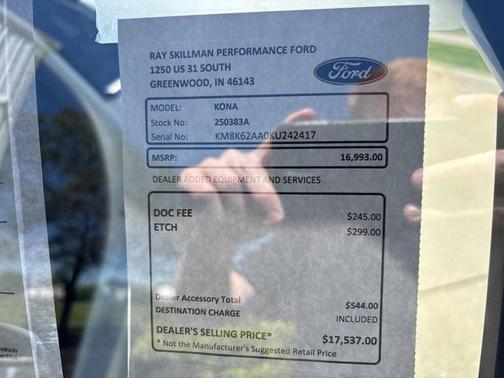 RAY SKILLMAN PERFORMANCE FORD
1250 US 31 SOUTH
GREENWOOD, IN 46143
Ford
MODEL: KONA
Stock No: 250383A
Serial No: KM8K62AA0KU242417
MSRP: 16,993.00
DEALER ADDED EQUIPMENT AND SERVICES
DOC FEE $245.00
ETCH $299.00
Dealer Accessory Total $544.00
DESTINATION CHARGE INCLUDED
DEALER'S SELLING PRICE* $17,537.00
* Not the Manufacturer's Suggested Retail Price
vehicle